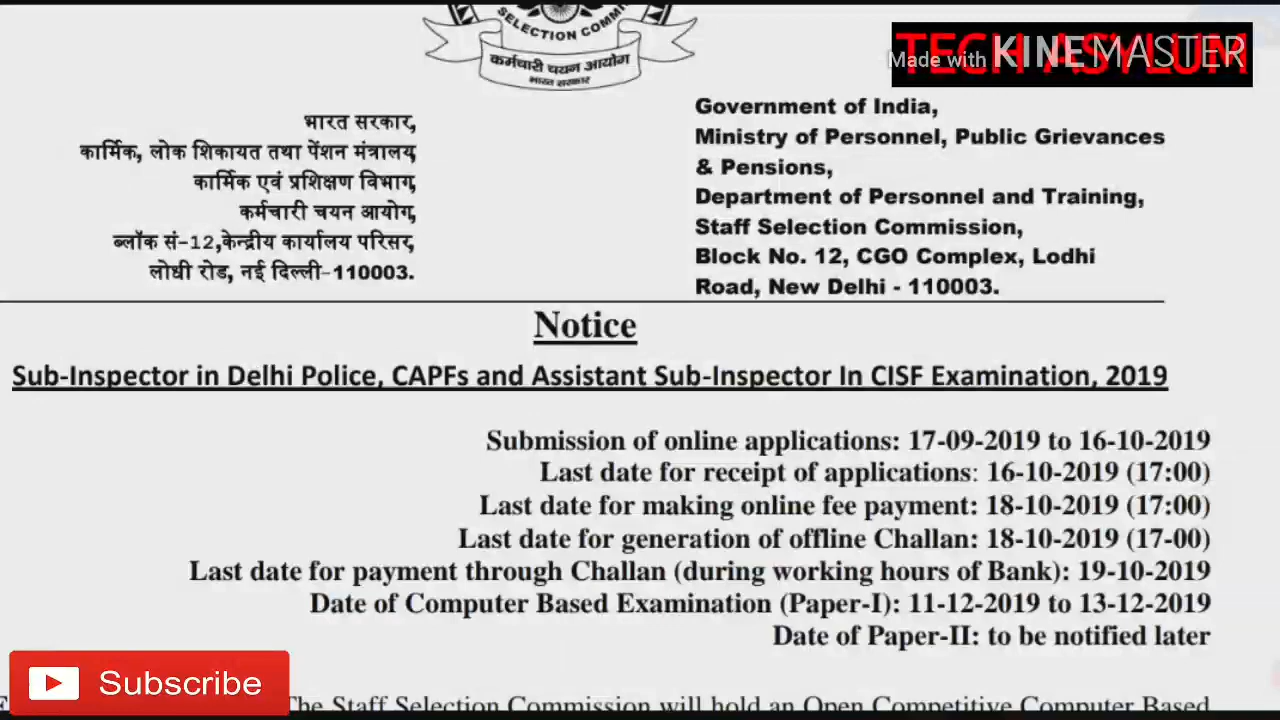 SELECTION COMM
कर्मचारी चयन आयोग
भारत सरकार
TECH ASYLUM
Made with KINEMASTER
भारत सरकार,
कार्मिक, लोक शिकायत तथा पेंशन मंत्रालय,
कार्मिक एवं प्रशिक्षण विभाग,
कर्मचारी चयन आयोग,
ब्लॉक सं-12,केन्द्रीय कार्यालय परिसर,
लोधी रोड, नई दिल्ली-110003.
Government of India,
Ministry of Personnel, Public Grievances
& Pensions,
Department of Personnel and Training,
Staff Selection Commission,
Block No. 12, CGO Complex, Lodhi
Road, New Delhi - 110003.
Notice
Sub-Inspector in Delhi Police, CAPFs and Assistant Sub-Inspector In CISF Examination, 2019
Submission of online applications: 17-09-2019 to 16-10-2019
Last date for receipt of applications: 16-10-2019 (17:00)
Last date for making online fee payment: 18-10-2019 (17:00)
Last date for generation of offline Challan: 18-10-2019 (17-00)
Last date for payment through Challan (during working hours of Bank): 19-10-2019
Date of Computer Based Examination (Paper-I): 11-12-2019 to 13-12-2019
Date of Paper-II: to be notified later
Subscribe
The Staff Selection Commission will hold an Open Competitive Computer Based